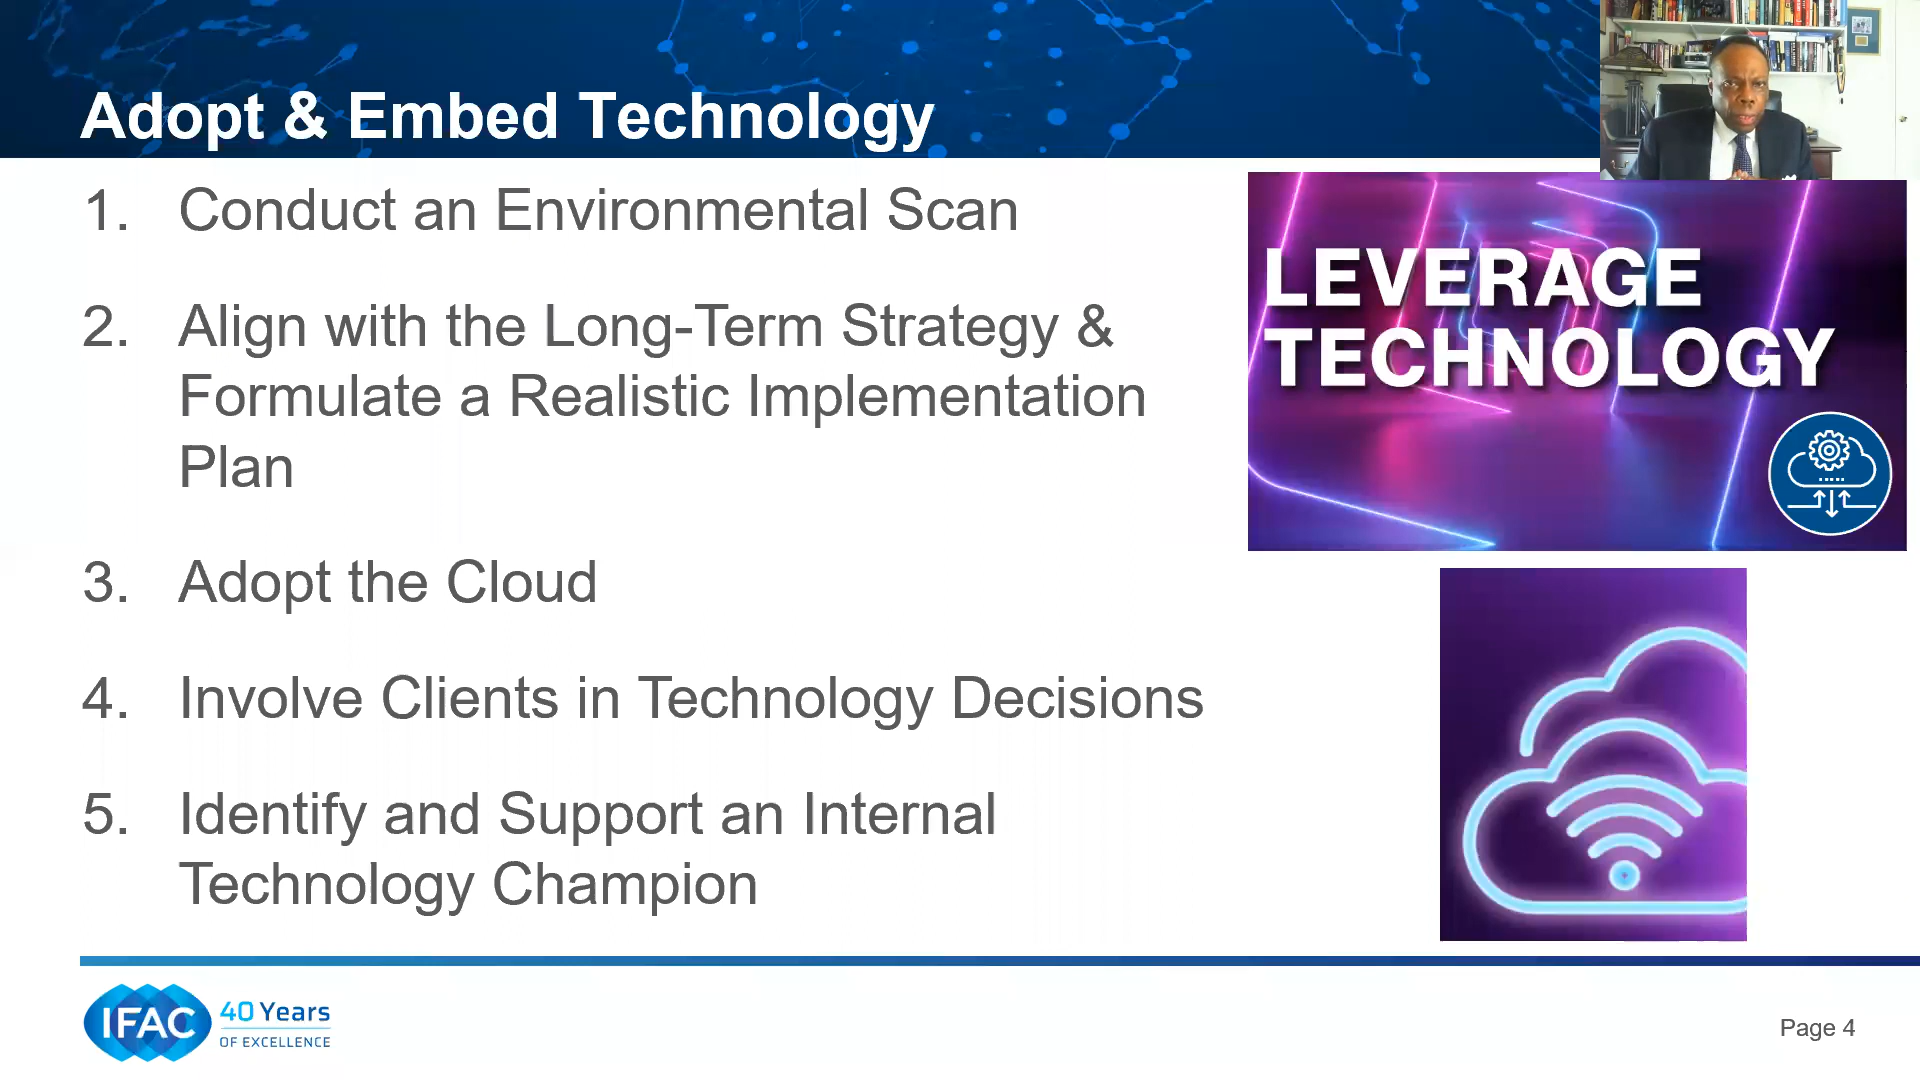 Adopt & Embed Technology
1. Conduct an Environmental Scan
2. Align with the Long-Term Strategy &
Formulate a Realistic Implementation
Plan
3. Adopt the Cloud
4. Involve Clients in Technology Decisions
5. Identify and Support an Internal
Technology Champion
LEVERAGE
TECHNOLOGY
IFAC
40 Years
OF EXCELLENCE
Page 4